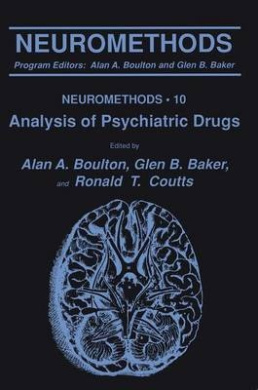 NEUROMETHODS
Program Editors: Alan A. Boulton and Glen B. Baker
NEUROMETHODS • 10
Analysis of Psychiatric Drugs
Edited by
Alan A. Boulton, Glen B. Baker,
and Ronald T. Coutts